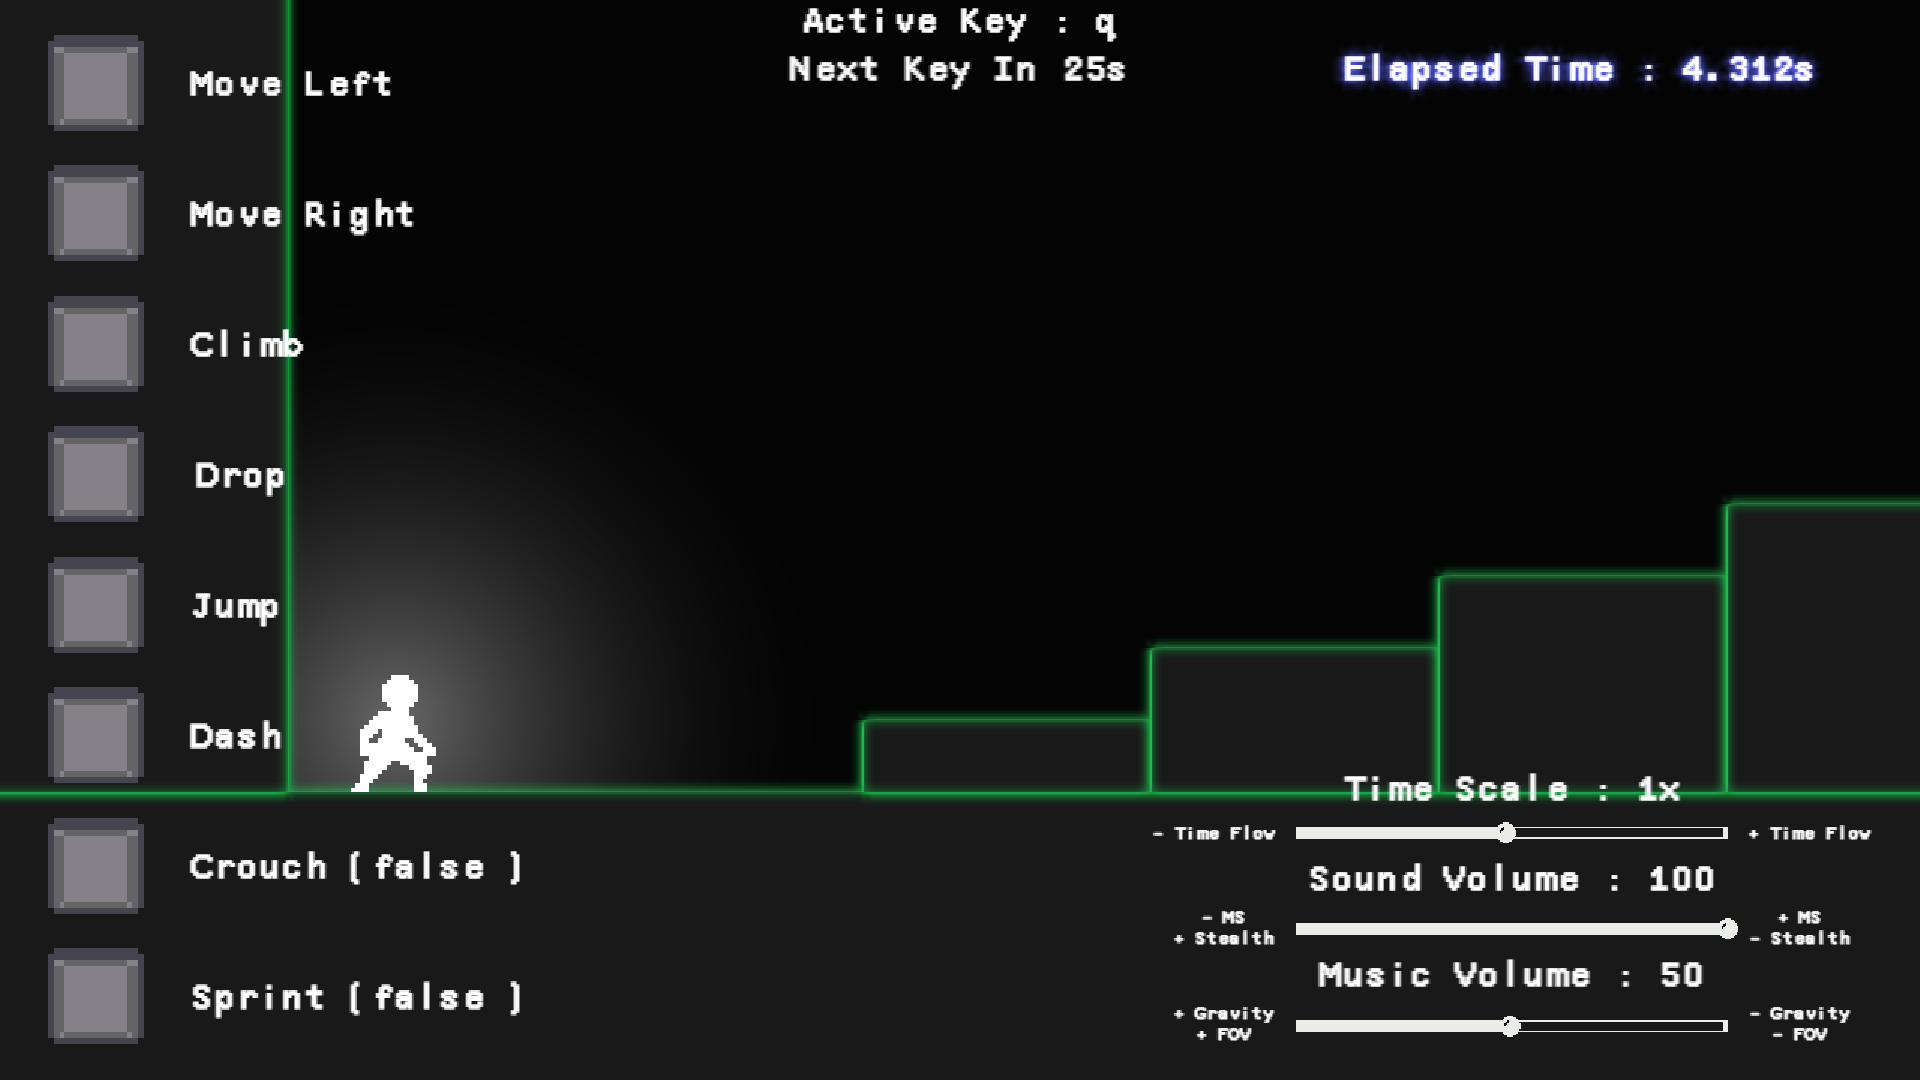 Active Key : q
Next Key In 25s
Elapsed Time : 4.312s
Move Left
Move Right
Climb
Drop
Jump
Dash
Crouch ( false )
Sprint ( false )
Time Scale : 1x
- Time Flow
+ Time Flow
Sound Volume : 100
- MS
+ Stealth
+ MS
- Stealth
Music Volume : 50
+ Gravity
+ FOV
- Gravity
- FOV